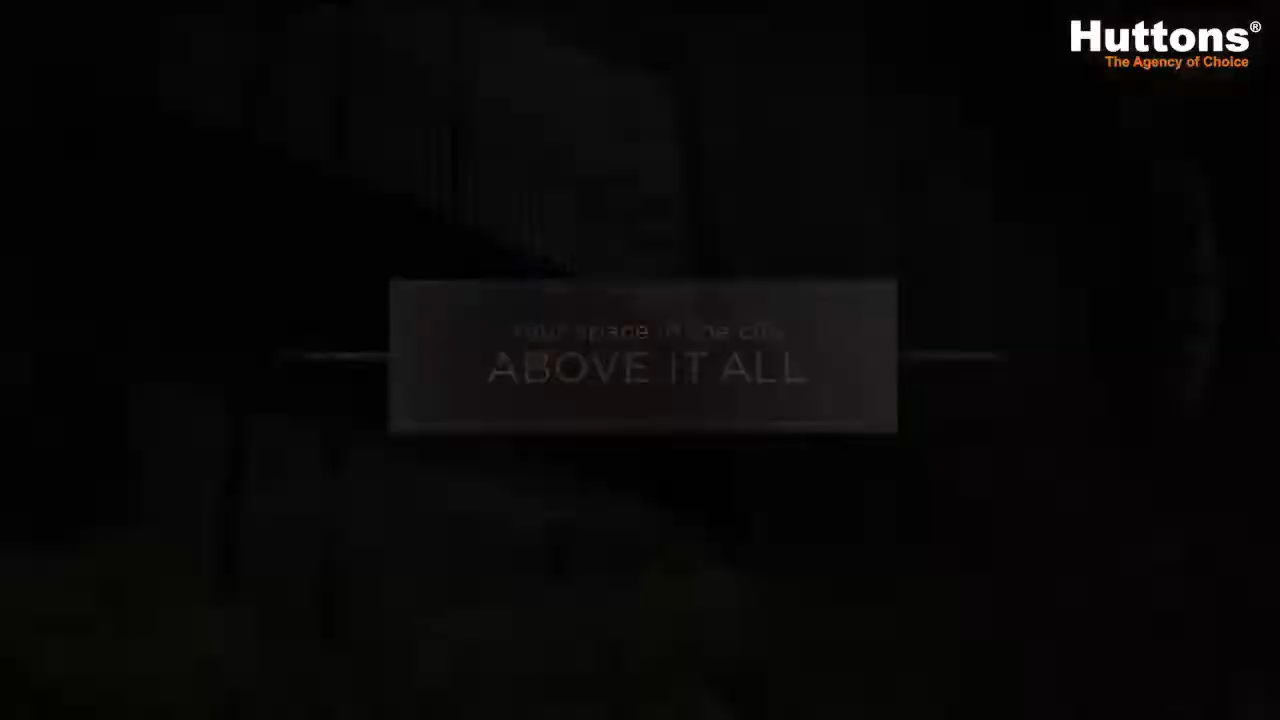 Huttons®
The Agency of Choice
Your space in the city
ABOVE IT ALL